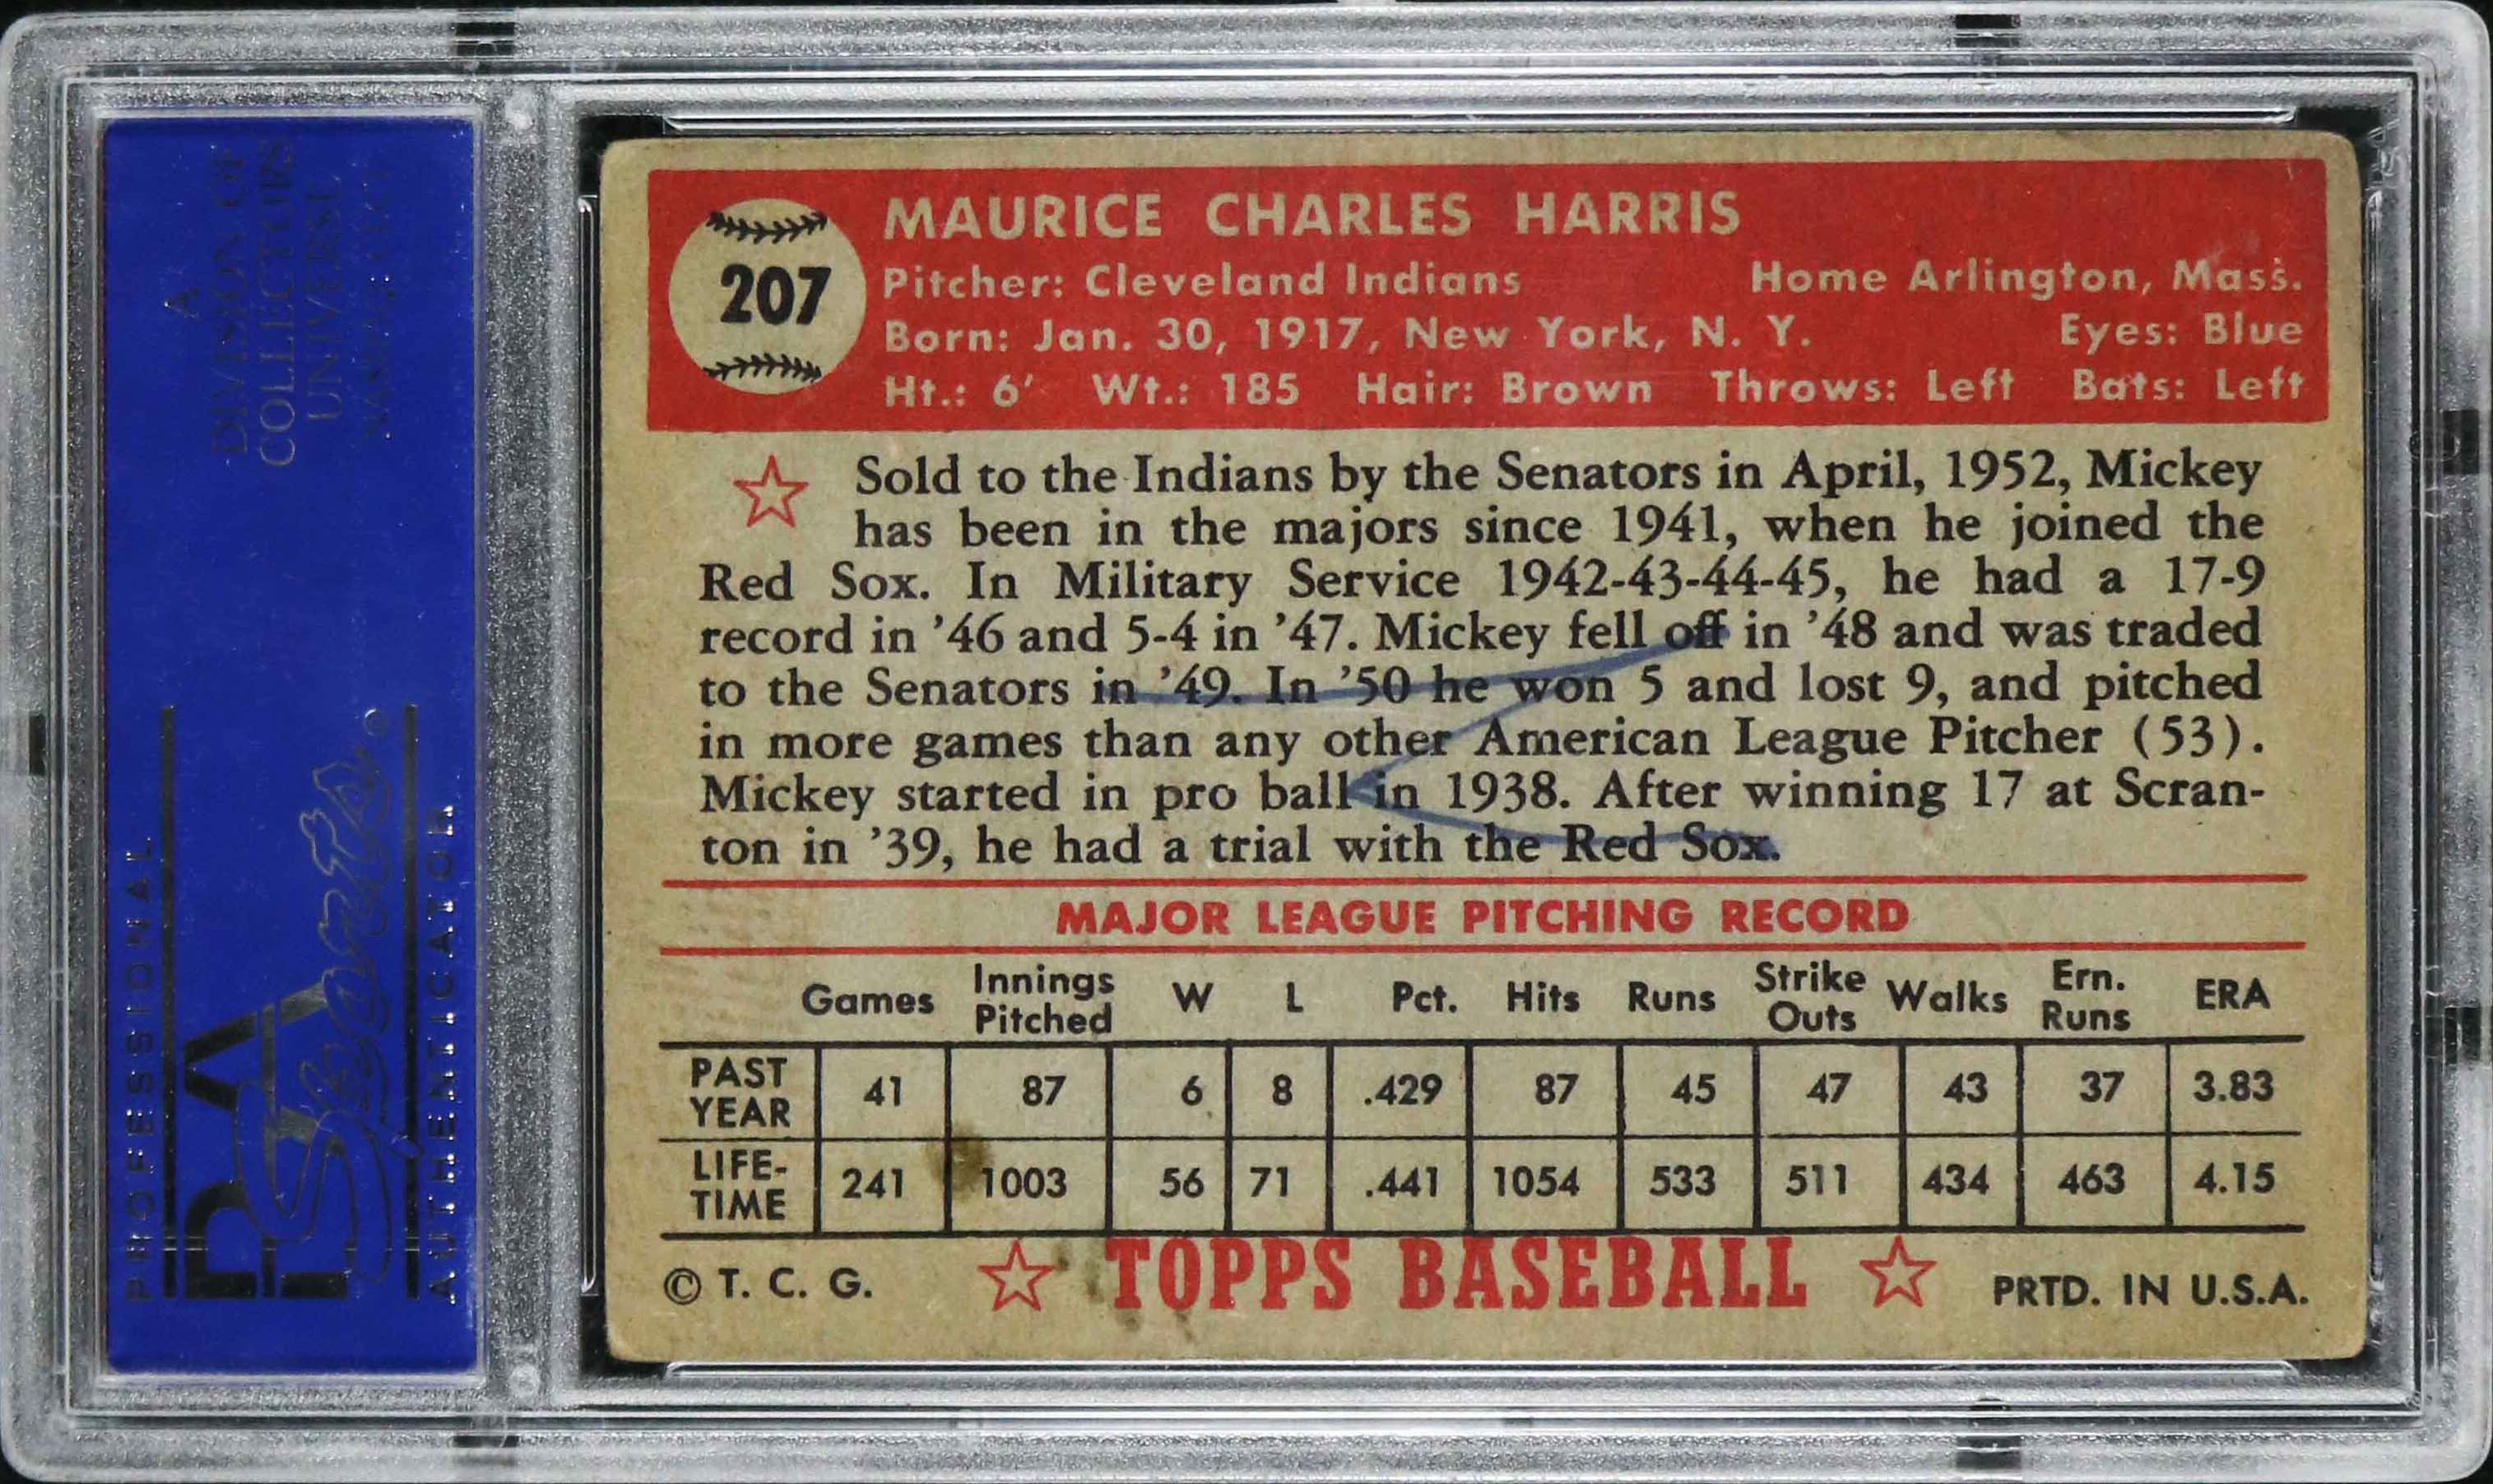 A
DIVISION OF
COLLECTORS
UNIVERSE
NASDAQ: CLCT
PROFESSIONAL
PSA
Sports
AUTHENTICATOR
207
MAURICE CHARLES HARRIS
Pitcher: Cleveland Indians Home Arlington, Mass.
Born: Jan. 30, 1917, New York, N. Y. Eyes: Blue
Ht.: 6' Wt.: 185 Hair: Brown Throws: Left Bats: Left
Sold to the Indians by the Senators in April, 1952, Mickey
has been in the majors since 1941, when he joined the
Red Sox. In Military Service 1942-43-44-45, he had a 17-9
record in ’46 and 5-4 in ’47. Mickey fell off in ’48 and was traded
to the Senators in ’49. In ’50 he won 5 and lost 9, and pitched
in more games than any other American League Pitcher (53).
Mickey started in pro ball in 1938. After winning 17 at Scran-
ton in ’39, he had a trial with the Red Sox.
MAJOR LEAGUE PITCHING RECORD
Games Innings Pitched W L Pct. Hits Runs Strike Outs Walks Ern. Runs ERA
PAST YEAR 41 87 6 8 .429 87 45 47 43 37 3.83
LIFE-TIME 241 1003 56 71 .441 1054 533 511 434 463 4.15
© T. C. G. TOPPS BASEBALL PRTD. IN U.S.A.